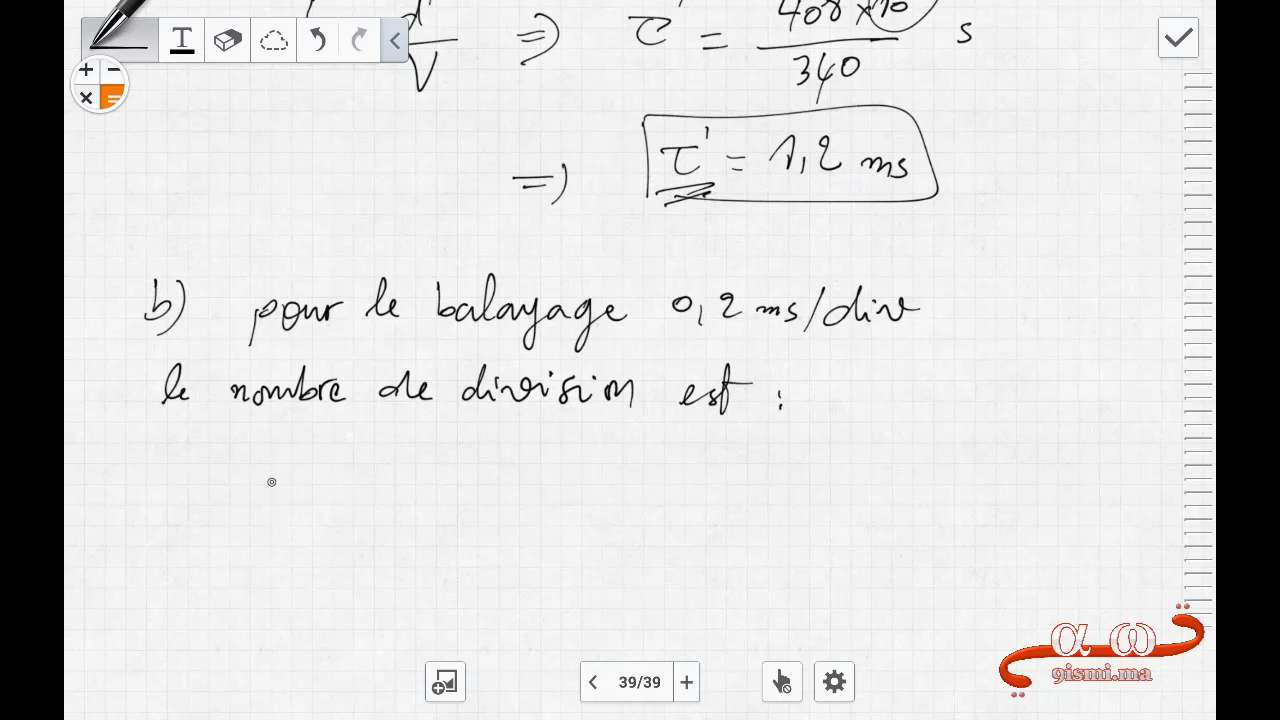 d'/V => τ' = 408 × 10 / 340 s
=> τ' = 1,2 ms
b) pour le balayage 0,2 ms/div
le nombre de division est :
T
+ −
× =
<
39/39 +
α ω
gismi.ma